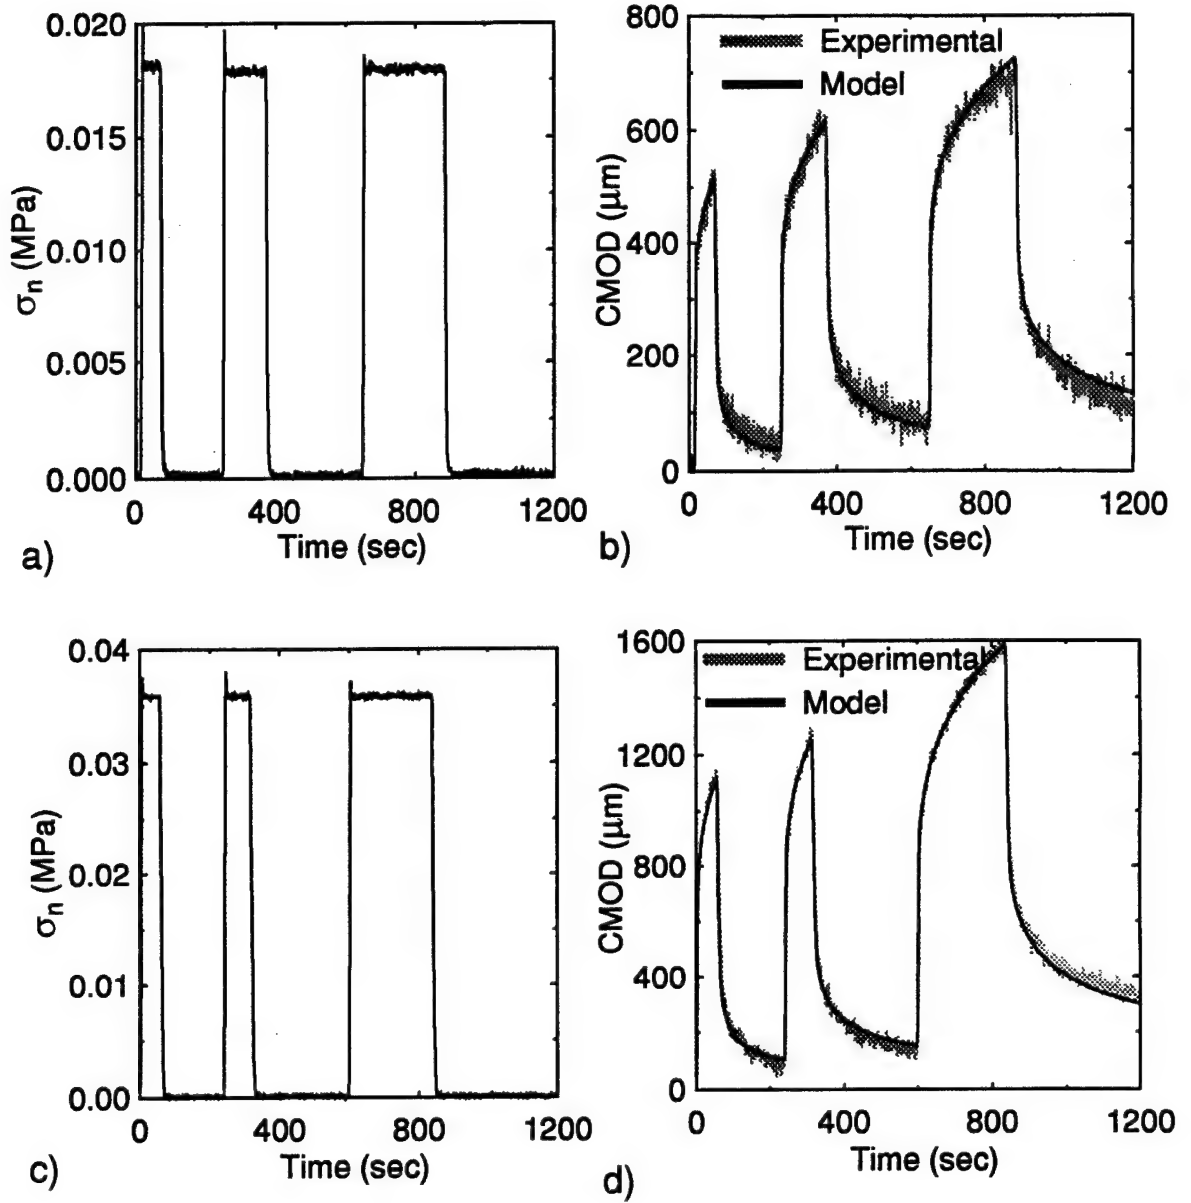 0.020
0.015
0.010
0.005
0.000
σn (MPa)
0 400 800 1200
Time (sec)
a)
800
600
400
200
0
CMOD (μm)
Experimental
Model
0 400 800 1200
Time (sec)
b)
0.04
0.03
0.02
0.01
0.00
σn (MPa)
0 400 800 1200
Time (sec)
c)
1600
1200
800
400
0
CMOD (μm)
Experimental
Model
0 400 800 1200
Time (sec)
d)